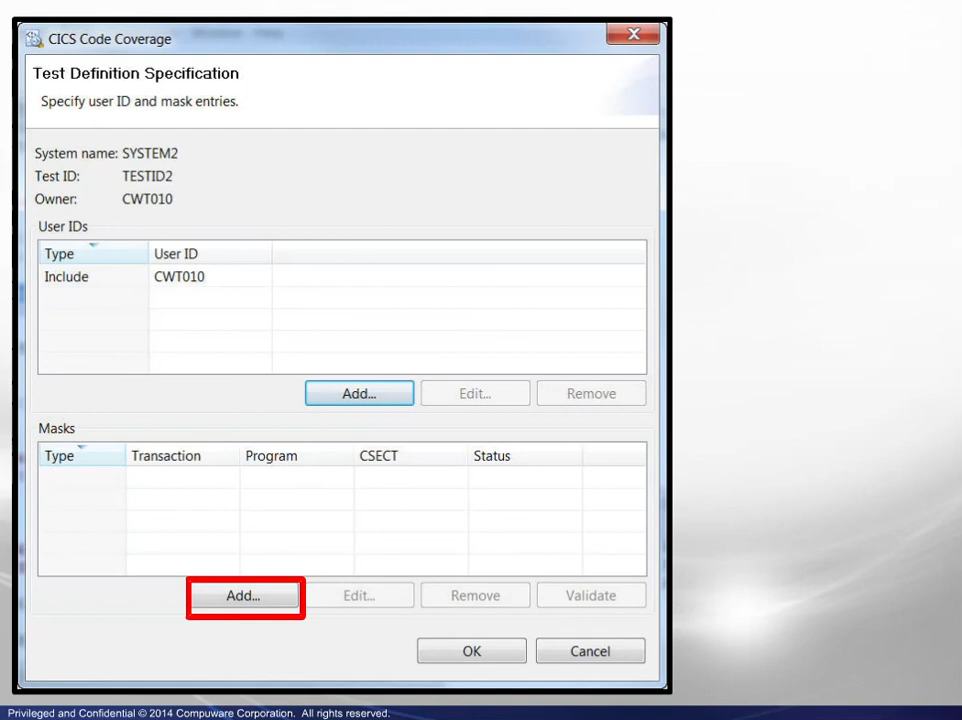 CICS Code Coverage
Test Definition Specification
Specify user ID and mask entries.
System name: SYSTEM2
Test ID: TESTID2
Owner: CWT010
User IDs
Type User ID
Include CWT010
Add... Edit... Remove
Masks
Type Transaction Program CSECT Status
Add... Edit... Remove Validate
OK Cancel
Privileged and Confidential © 2014 Compuware Corporation. All rights reserved.